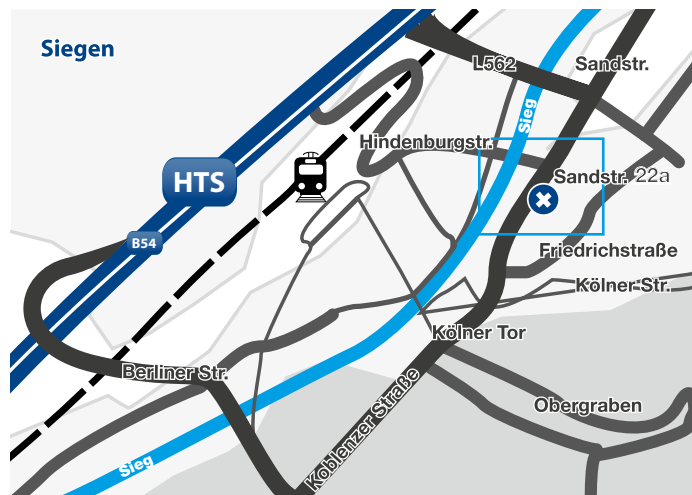 Siegen
L562
Sandstr.
Sieg
Hindenburgstr.
HTS
Sandstr. 22a
B54
Friedrichstraße
Kölner Str.
Kölner Tor
Berliner Str.
Obergraben
Koblenzer Straße
Sieg